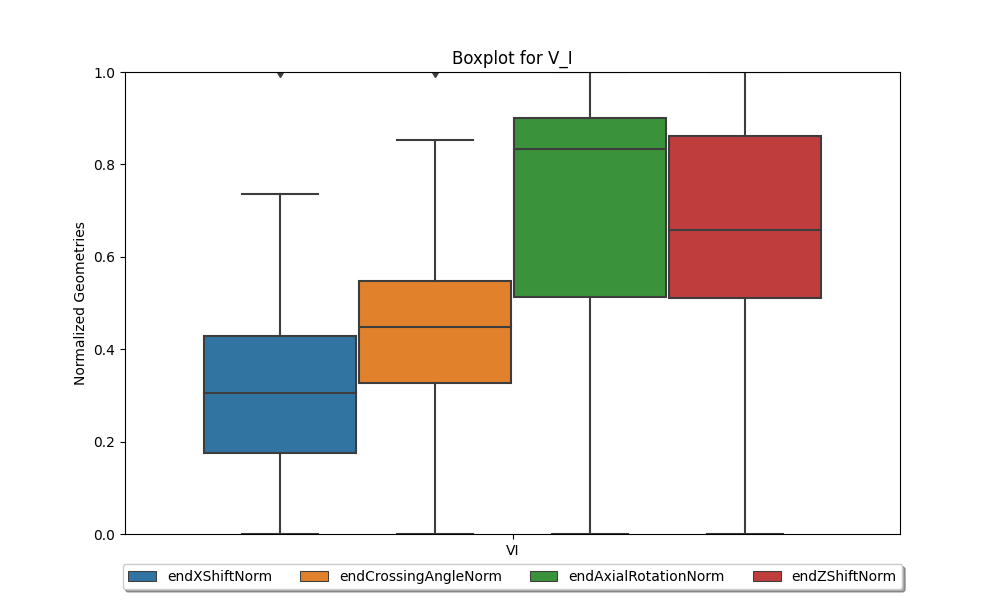 Boxplot for V_I
1.0
0.8
0.6
0.4
0.2
0.0
Normalized Geometries
VI
endXShiftNorm endCrossingAngleNorm endAxialRotationNorm endZShiftNorm